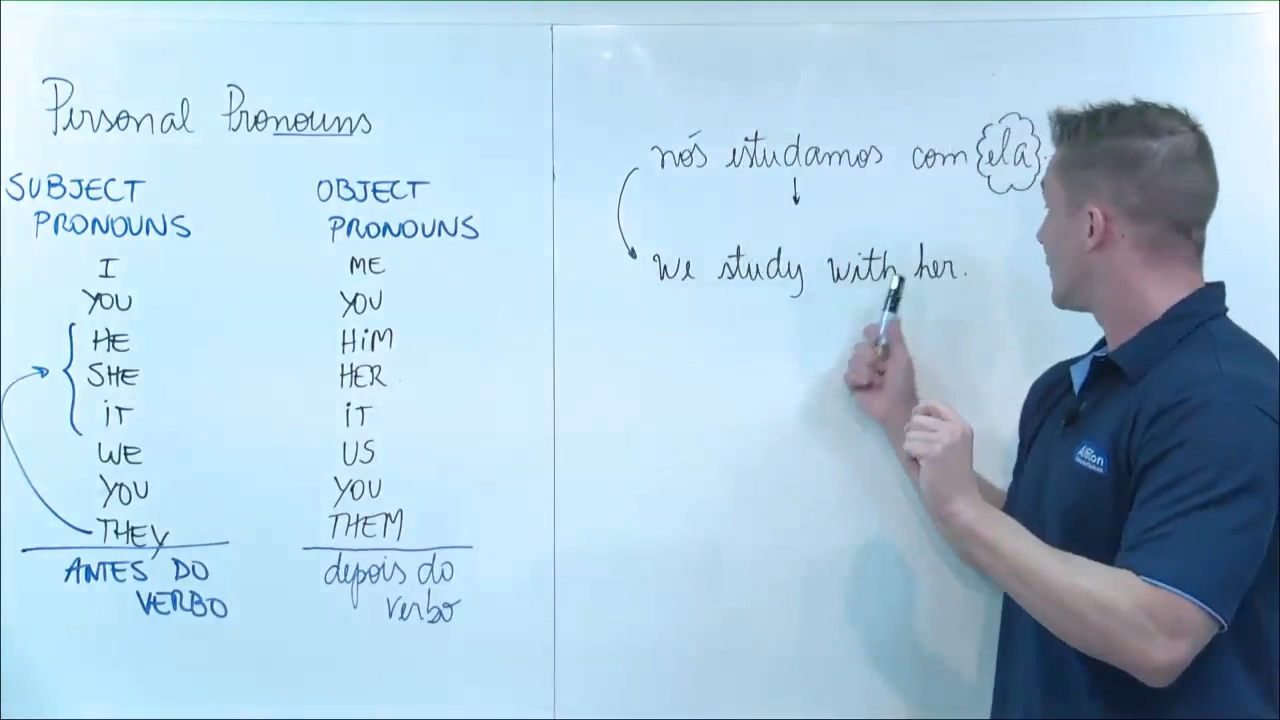 Personal Pronouns
SUBJECT PRONOUNS
I
YOU
HE
SHE
iT
WE
YOU
THEY
ANTES DO VERBO
OBJECT PRONOUNS
ME
YOU
HiM
HER
iT
US
YOU
THEM
depois do verbo
nós estudamos com ela.
We study with her.